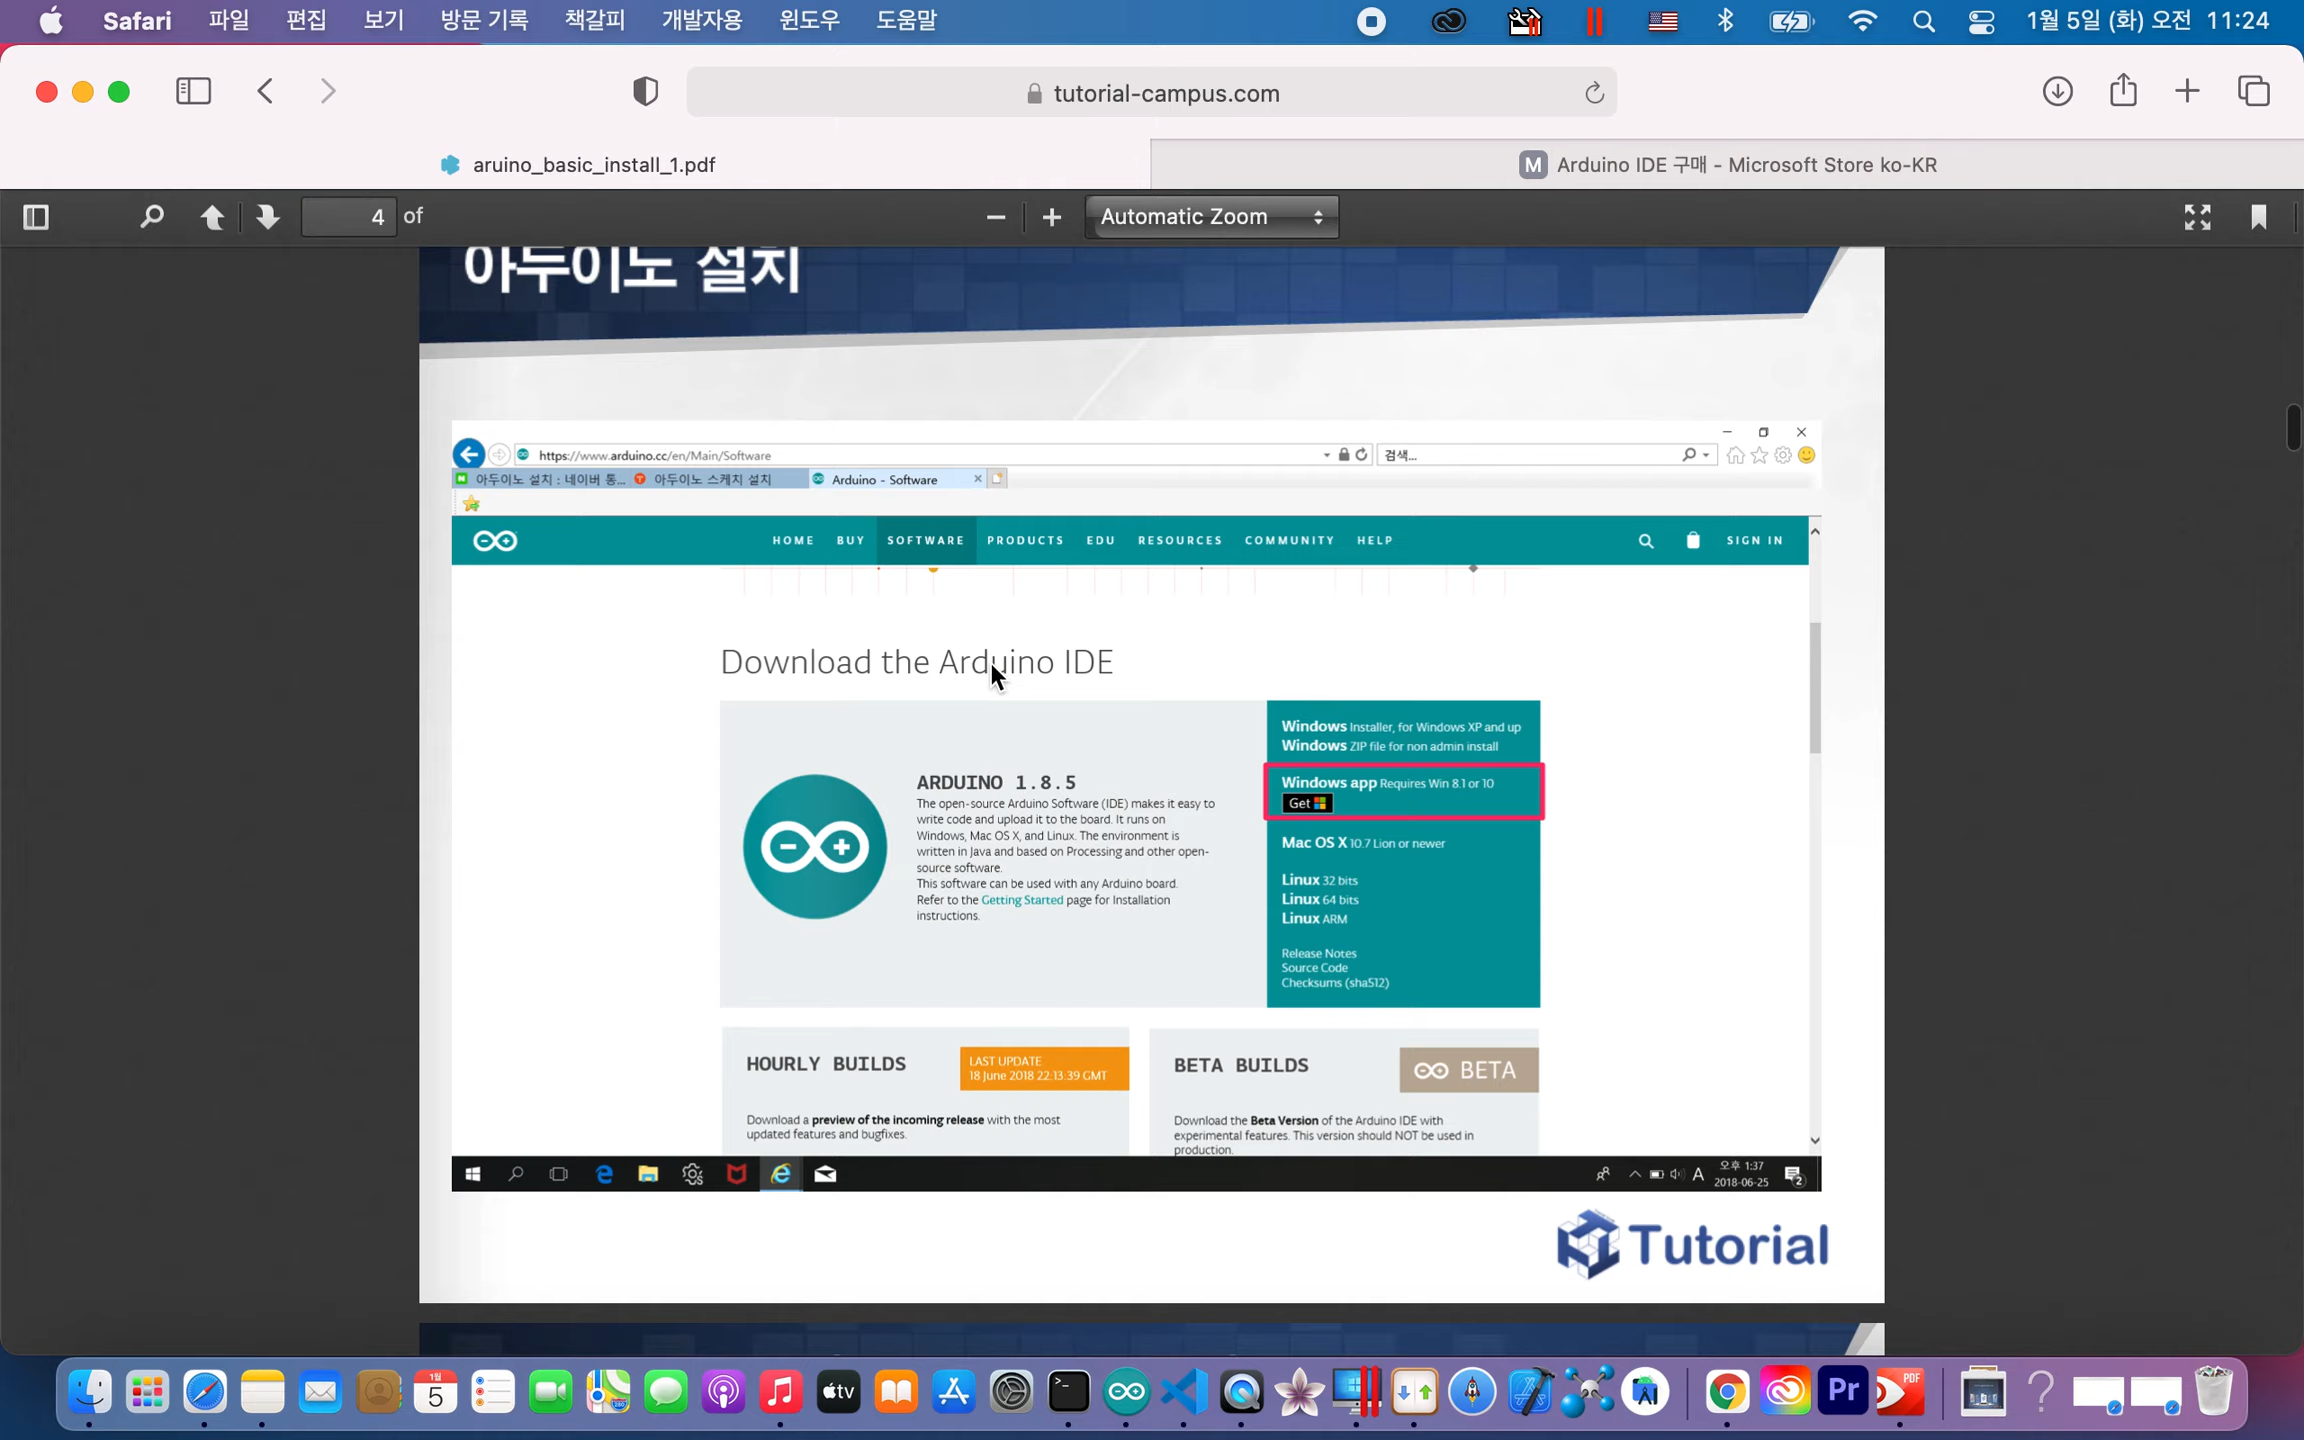 Safari 파일 편집 보기 방문 기록 책갈피 개발자용 윈도우 도움말 1월 5일 (화) 오전 11:24
tutorial-campus.com
aruino_basic_install_1.pdf
M Arduino IDE 구매 - Microsoft Store ko-KR
4 of
Automatic Zoom
아두이노 설치
https://www.arduino.cc/en/Main/Software
검색...
아두이노 설치 : 네이버 통...
아두이노 스케치 설치
Arduino - Software
HOME BUY SOFTWARE PRODUCTS EDU RESOURCES COMMUNITY HELP SIGN IN
Download the Arduino IDE
ARDUINO 1.8.5
The open-source Arduino Software (IDE) makes it easy to
write code and upload it to the board. It runs on
Windows, Mac OS X, and Linux. The environment is
written in Java and based on Processing and other open-
source software.
This software can be used with any Arduino board.
Refer to the Getting Started page for Installation
instructions.
Windows Installer, for Windows XP and up
Windows ZIP file for non admin install
Windows app Requires Win 8.1 or 10
Get
Mac OS X 10.7 Lion or newer
Linux 32 bits
Linux 64 bits
Linux ARM
Release Notes
Source Code
Checksums (sha512)
HOURLY BUILDS
LAST UPDATE
18 June 2018 22:13:39 GMT
Download a preview of the incoming release with the most
updated features and bugfixes.
BETA BUILDS
BETA
Download the Beta Version of the Arduino IDE with
experimental features. This version should NOT be used in
production.
A
오후 1:37
2018-06-25
2
Tutorial
1월
5
tv
Pr
PDF